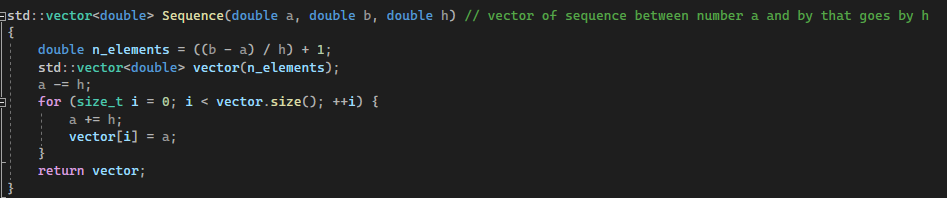 std::vector<double> Sequence(double a, double b, double h) // vector of sequence between number a and by that goes by h
{
    double n_elements = ((b - a) / h) + 1;
    std::vector<double> vector(n_elements);
    a -= h;
    for (size_t i = 0; i < vector.size(); ++i) {
        a += h;
        vector[i] = a;
    }
    return vector;
}